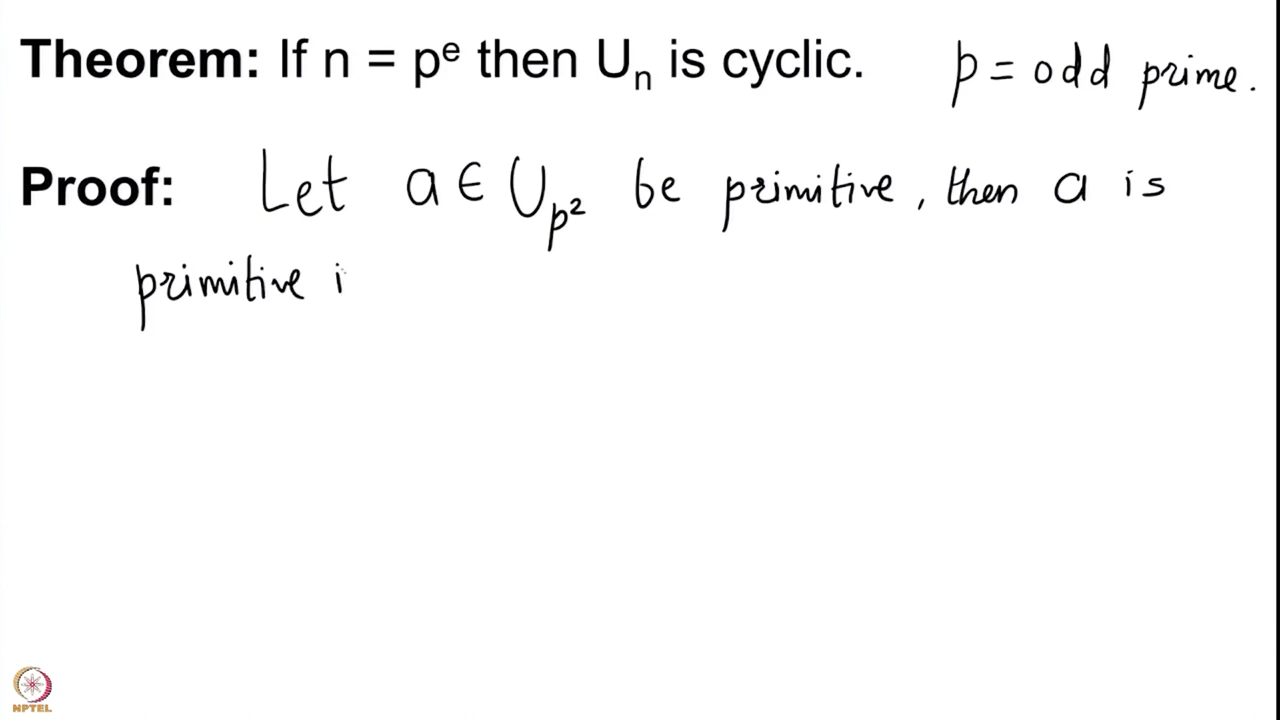 Theorem: If n = pᵉ then Uₙ is cyclic. p = odd prime.
Proof: Let a ∈ U_{p²} be primitive, then a is
primitive i
NPTEL